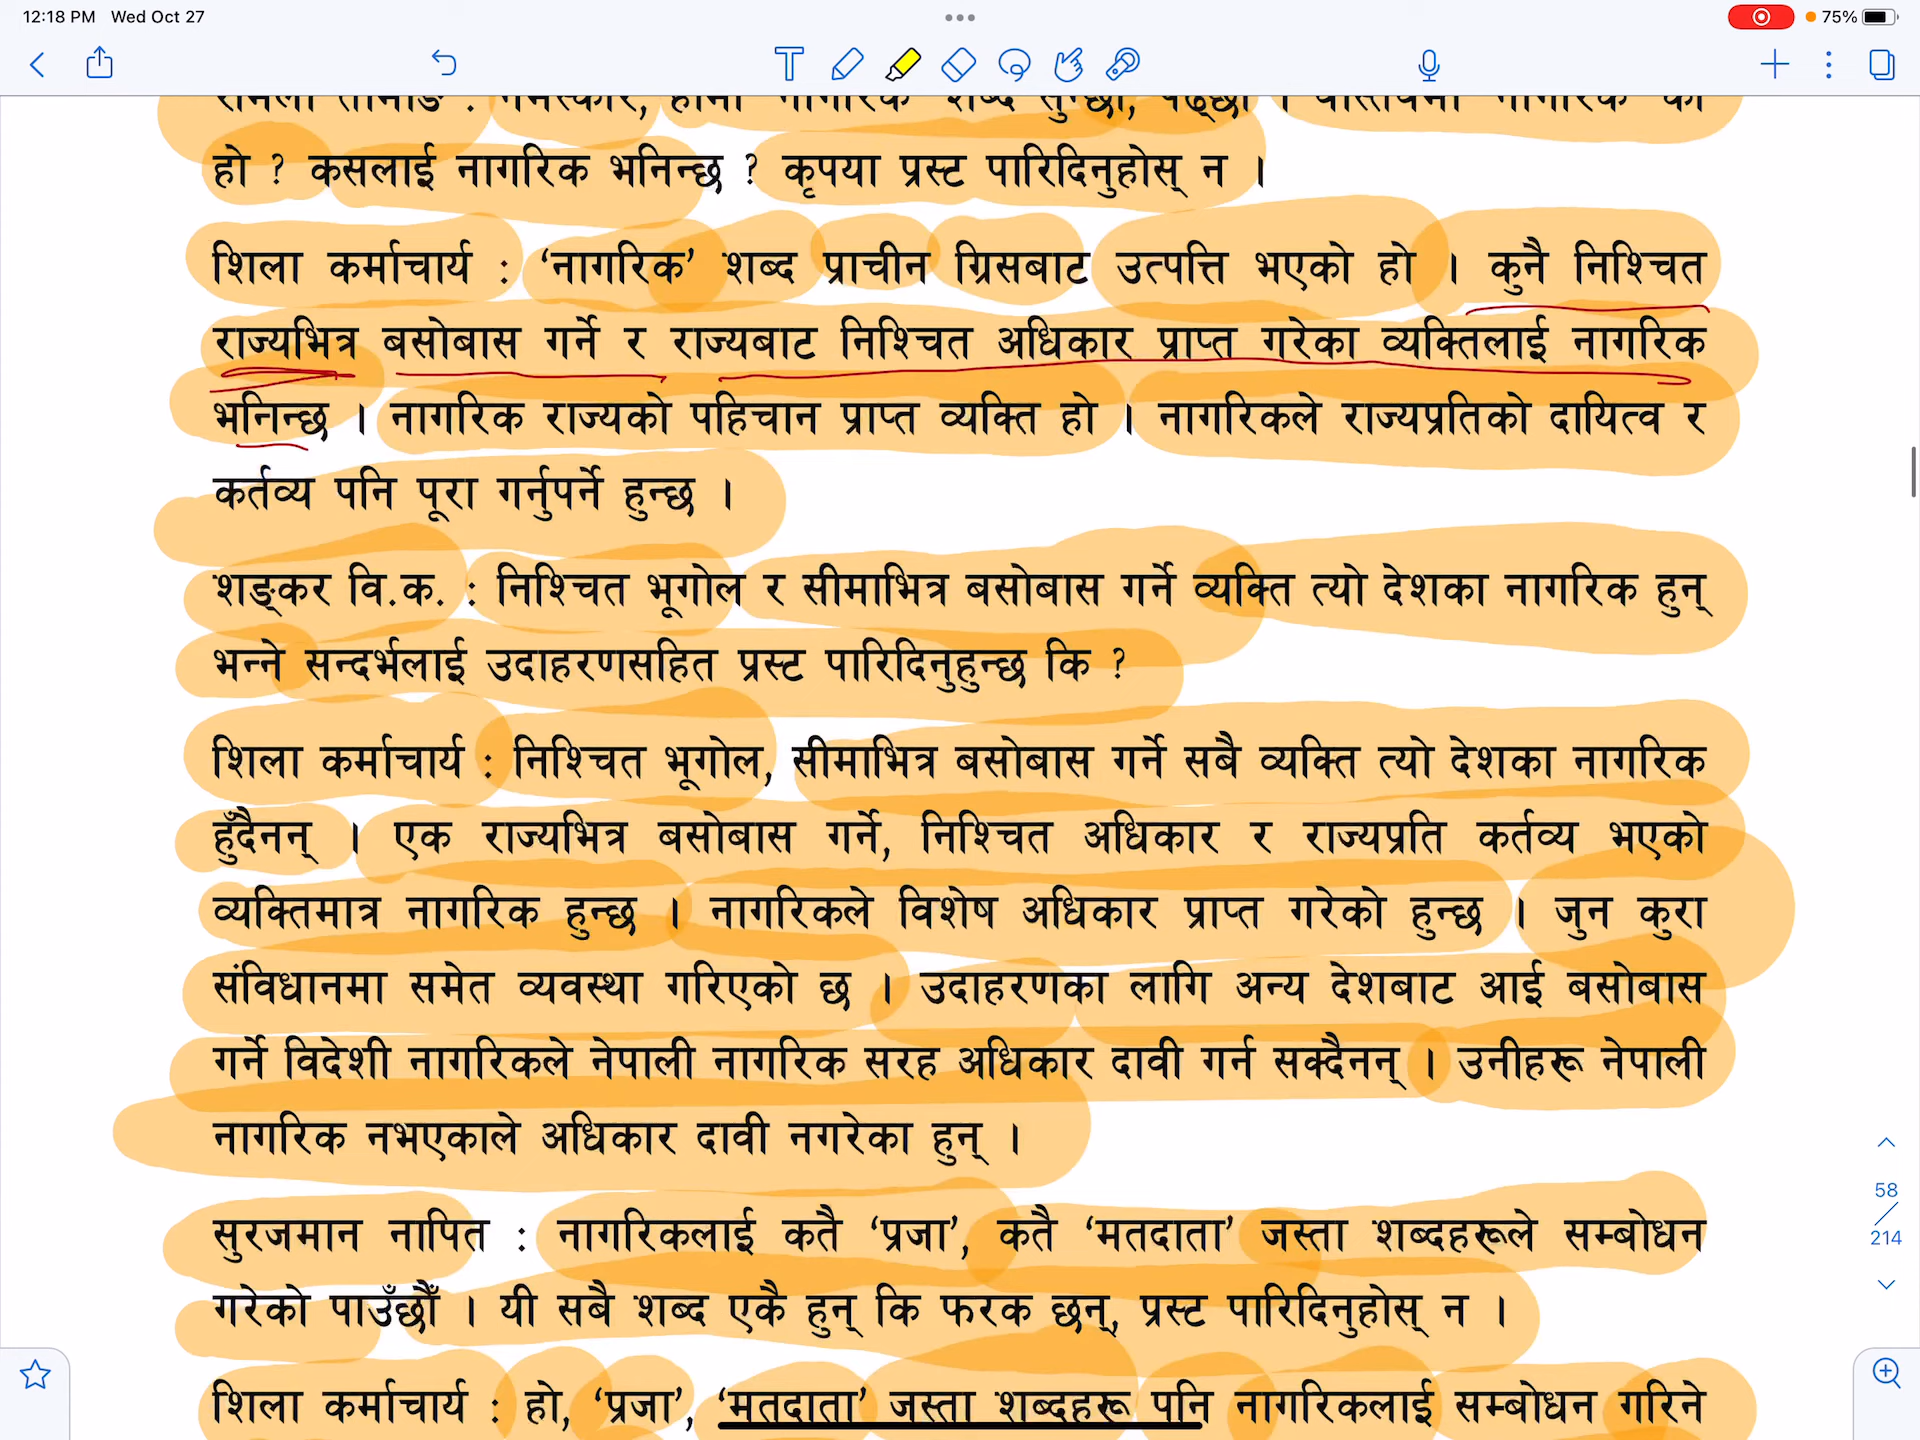 12:18 PM Wed Oct 27
75%
रमिला तामाङ : नमस्कार, हामी नागरिक शब्द सुन्छौं, पढ्छौं । वास्तवमा नागरिक को
हो ? कसलाई नागरिक भनिन्छ ? कृपया प्रस्ट पारिदिनुहोस् न ।
शिला कर्माचार्य : ‘नागरिक’ शब्द प्राचीन ग्रिसबाट उत्पत्ति भएको हो । कुनै निश्चित
राज्यभित्र बसोबास गर्ने र राज्यबाट निश्चित अधिकार प्राप्त गरेका व्यक्तिलाई नागरिक
भनिन्छ । नागरिक राज्यको पहिचान प्राप्त व्यक्ति हो । नागरिकले राज्यप्रतिको दायित्व र
कर्तव्य पनि पूरा गर्नुपर्ने हुन्छ ।
शङ्कर वि.क. : निश्चित भूगोल र सीमाभित्र बसोबास गर्ने व्यक्ति त्यो देशका नागरिक हुन्
भन्ने सन्दर्भलाई उदाहरणसहित प्रस्ट पारिदिनुहुन्छ कि ?
शिला कर्माचार्य : निश्चित भूगोल, सीमाभित्र बसोबास गर्ने सबै व्यक्ति त्यो देशका नागरिक
हुँदैनन् । एक राज्यभित्र बसोबास गर्ने, निश्चित अधिकार र राज्यप्रति कर्तव्य भएको
व्यक्तिमात्र नागरिक हुन्छ । नागरिकले विशेष अधिकार प्राप्त गरेको हुन्छ । जुन कुरा
संविधानमा समेत व्यवस्था गरिएको छ । उदाहरणका लागि अन्य देशबाट आई बसोबास
गर्ने विदेशी नागरिकले नेपाली नागरिक सरह अधिकार दावी गर्न सक्दैनन् । उनीहरू नेपाली
नागरिक नभएकाले अधिकार दावी नगरेका हुन् ।
58
/
214
सुरजमान नापित : नागरिकलाई कतै ‘प्रजा’, कतै ‘मतदाता’ जस्ता शब्दहरूले सम्बोधन
गरेको पाउँछौँ । यी सबै शब्द एकै हुन् कि फरक छन्, प्रस्ट पारिदिनुहोस् न ।
शिला कर्माचार्य : हो, ‘प्रजा’, ‘मतदाता’ जस्ता शब्दहरू पनि नागरिकलाई सम्बोधन गरिने